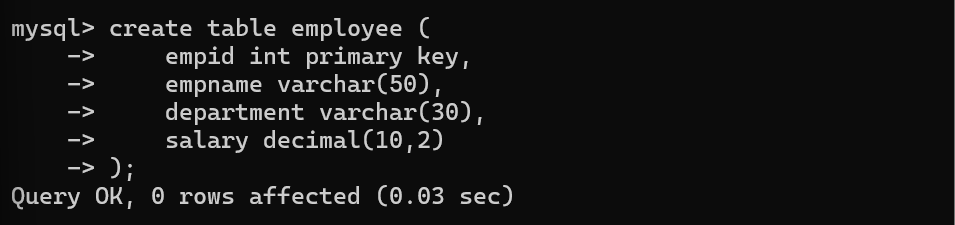 mysql> create table employee (
    ->     empid int primary key,
    ->     empname varchar(50),
    ->     department varchar(30),
    ->     salary decimal(10,2)
    -> );
Query OK, 0 rows affected (0.03 sec)